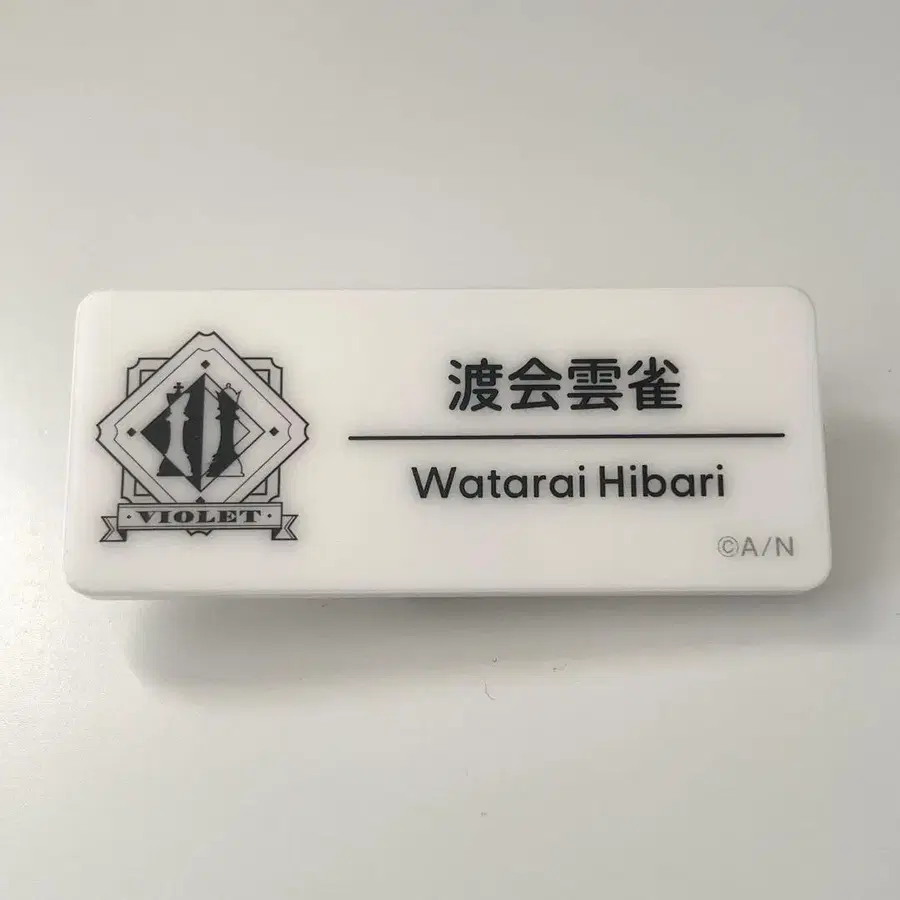 渡会雲雀
Watarai Hibari
· VIOLET ·
©A/N